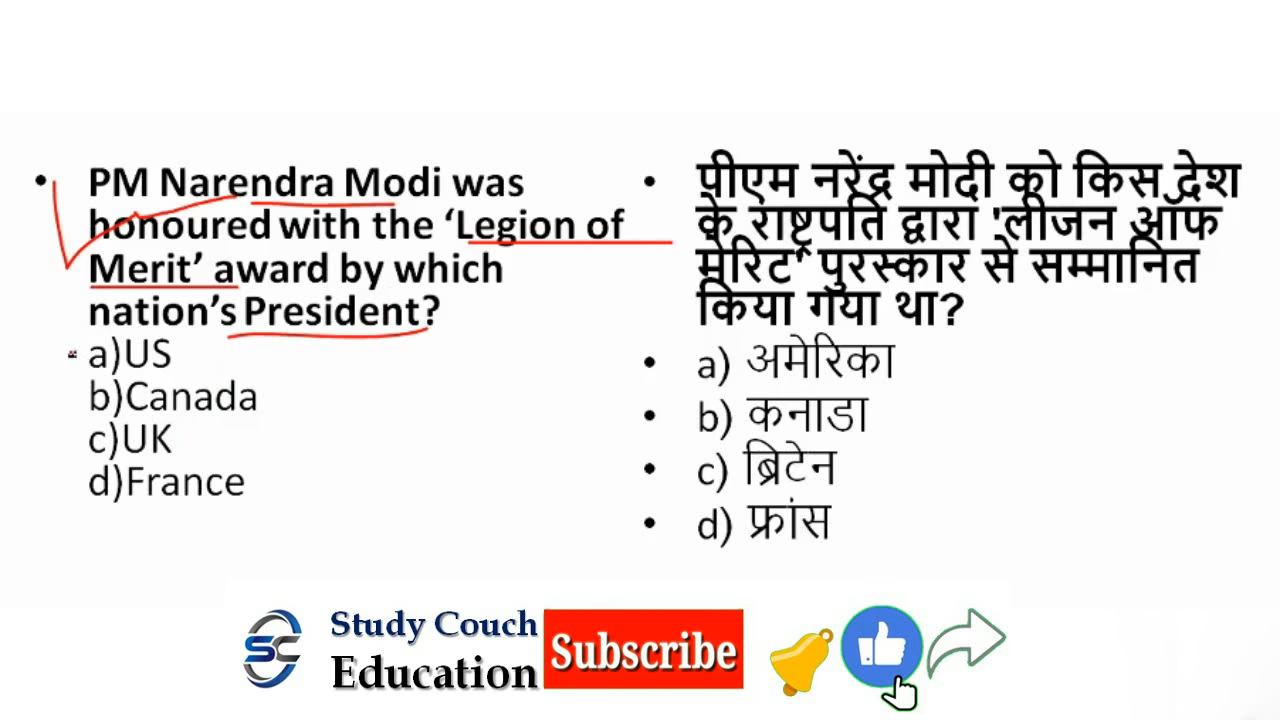 • PM Narendra Modi was
honoured with the ‘Legion of
Merit’ award by which
nation’s President?
a)US
b)Canada
c)UK
d)France
• पीएम नरेंद्र मोदी को किस देश
के राष्ट्रपति द्वारा 'लीजन ऑफ
मेरिट' पुरस्कार से सम्मानित
किया गया था?
• a) अमेरिका
• b) कनाडा
• c) ब्रिटेन
• d) फ्रांस
SC
Study Couch
Education
Subscribe